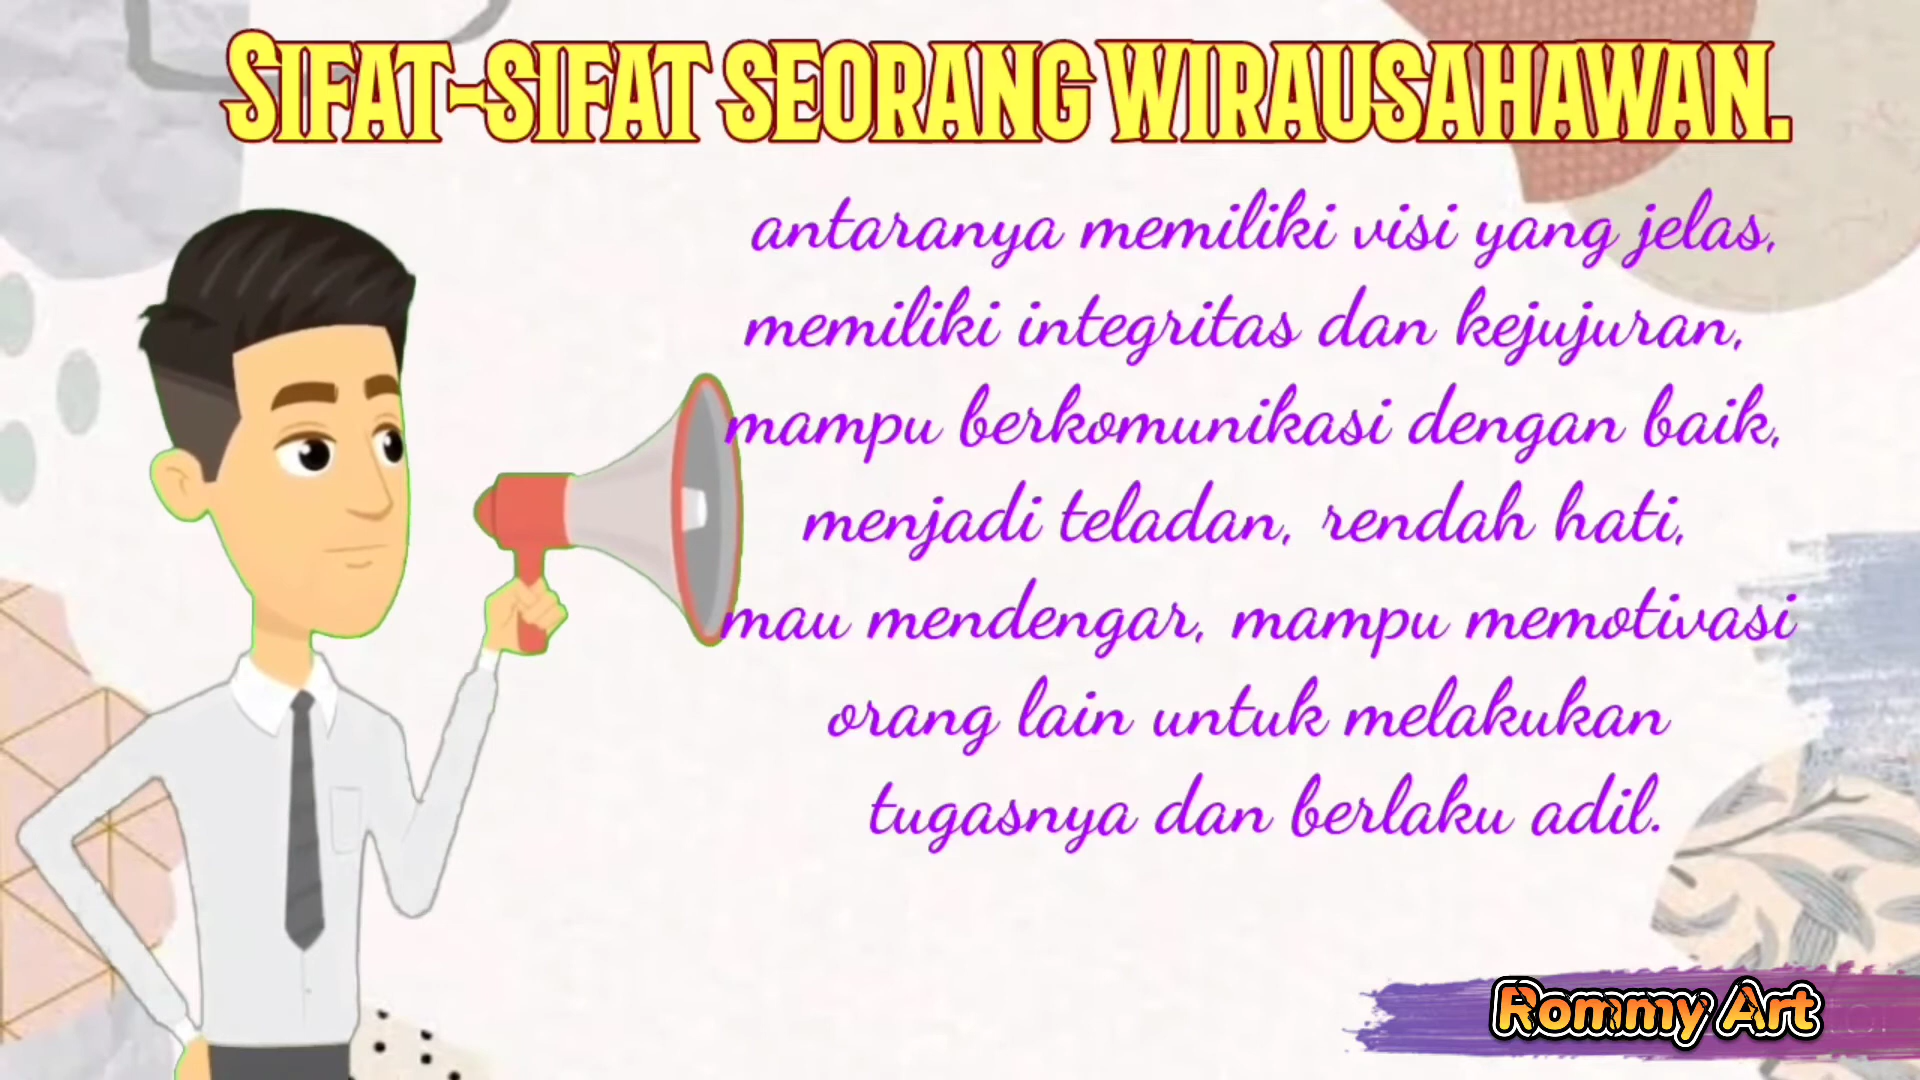 SIFAT-SIFAT SEORANG WIRAUSAHAWAN.
antaranya memiliki visi yang jelas,
memiliki integritas dan kejujuran,
mampu berkomunikasi dengan baik,
menjadi teladan, rendah hati,
mau mendengar, mampu memotivasi
orang lain untuk melakukan
tugasnya dan berlaku adil.
Rommy Art